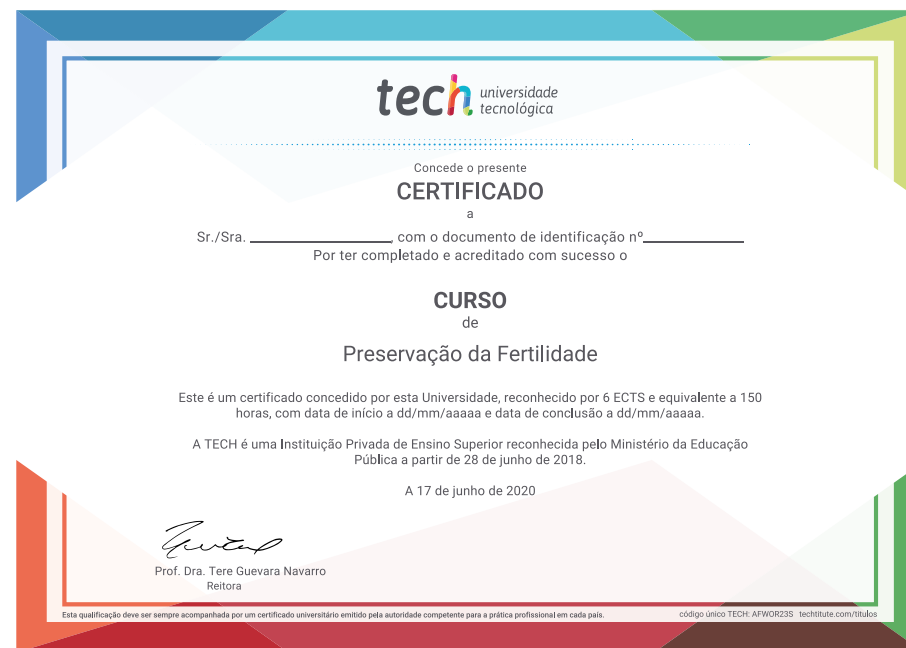 tech universidade
tecnológica
Concede o presente
CERTIFICADO
a
Sr./Sra. ____________, com o documento de identificação nº____________
Por ter completado e acreditado com sucesso o
CURSO
de
Preservação da Fertilidade
Este é um certificado concedido por esta Universidade, reconhecido por 6 ECTS e equivalente a 150
horas, com data de início a dd/mm/aaaaa e data de conclusão a dd/mm/aaaaa.
A TECH é uma Instituição Privada de Ensino Superior reconhecida pelo Ministério da Educação
Pública a partir de 28 de junho de 2018.
A 17 de junho de 2020
Prof. Dra. Tere Guevara Navarro
Reitora
Esta qualificação deve ser sempre acompanhada por um certificado universitário emitido pela autoridade competente para a prática profissional em cada país.
código único TECH: AFWOR23S techtitute.com/titulos